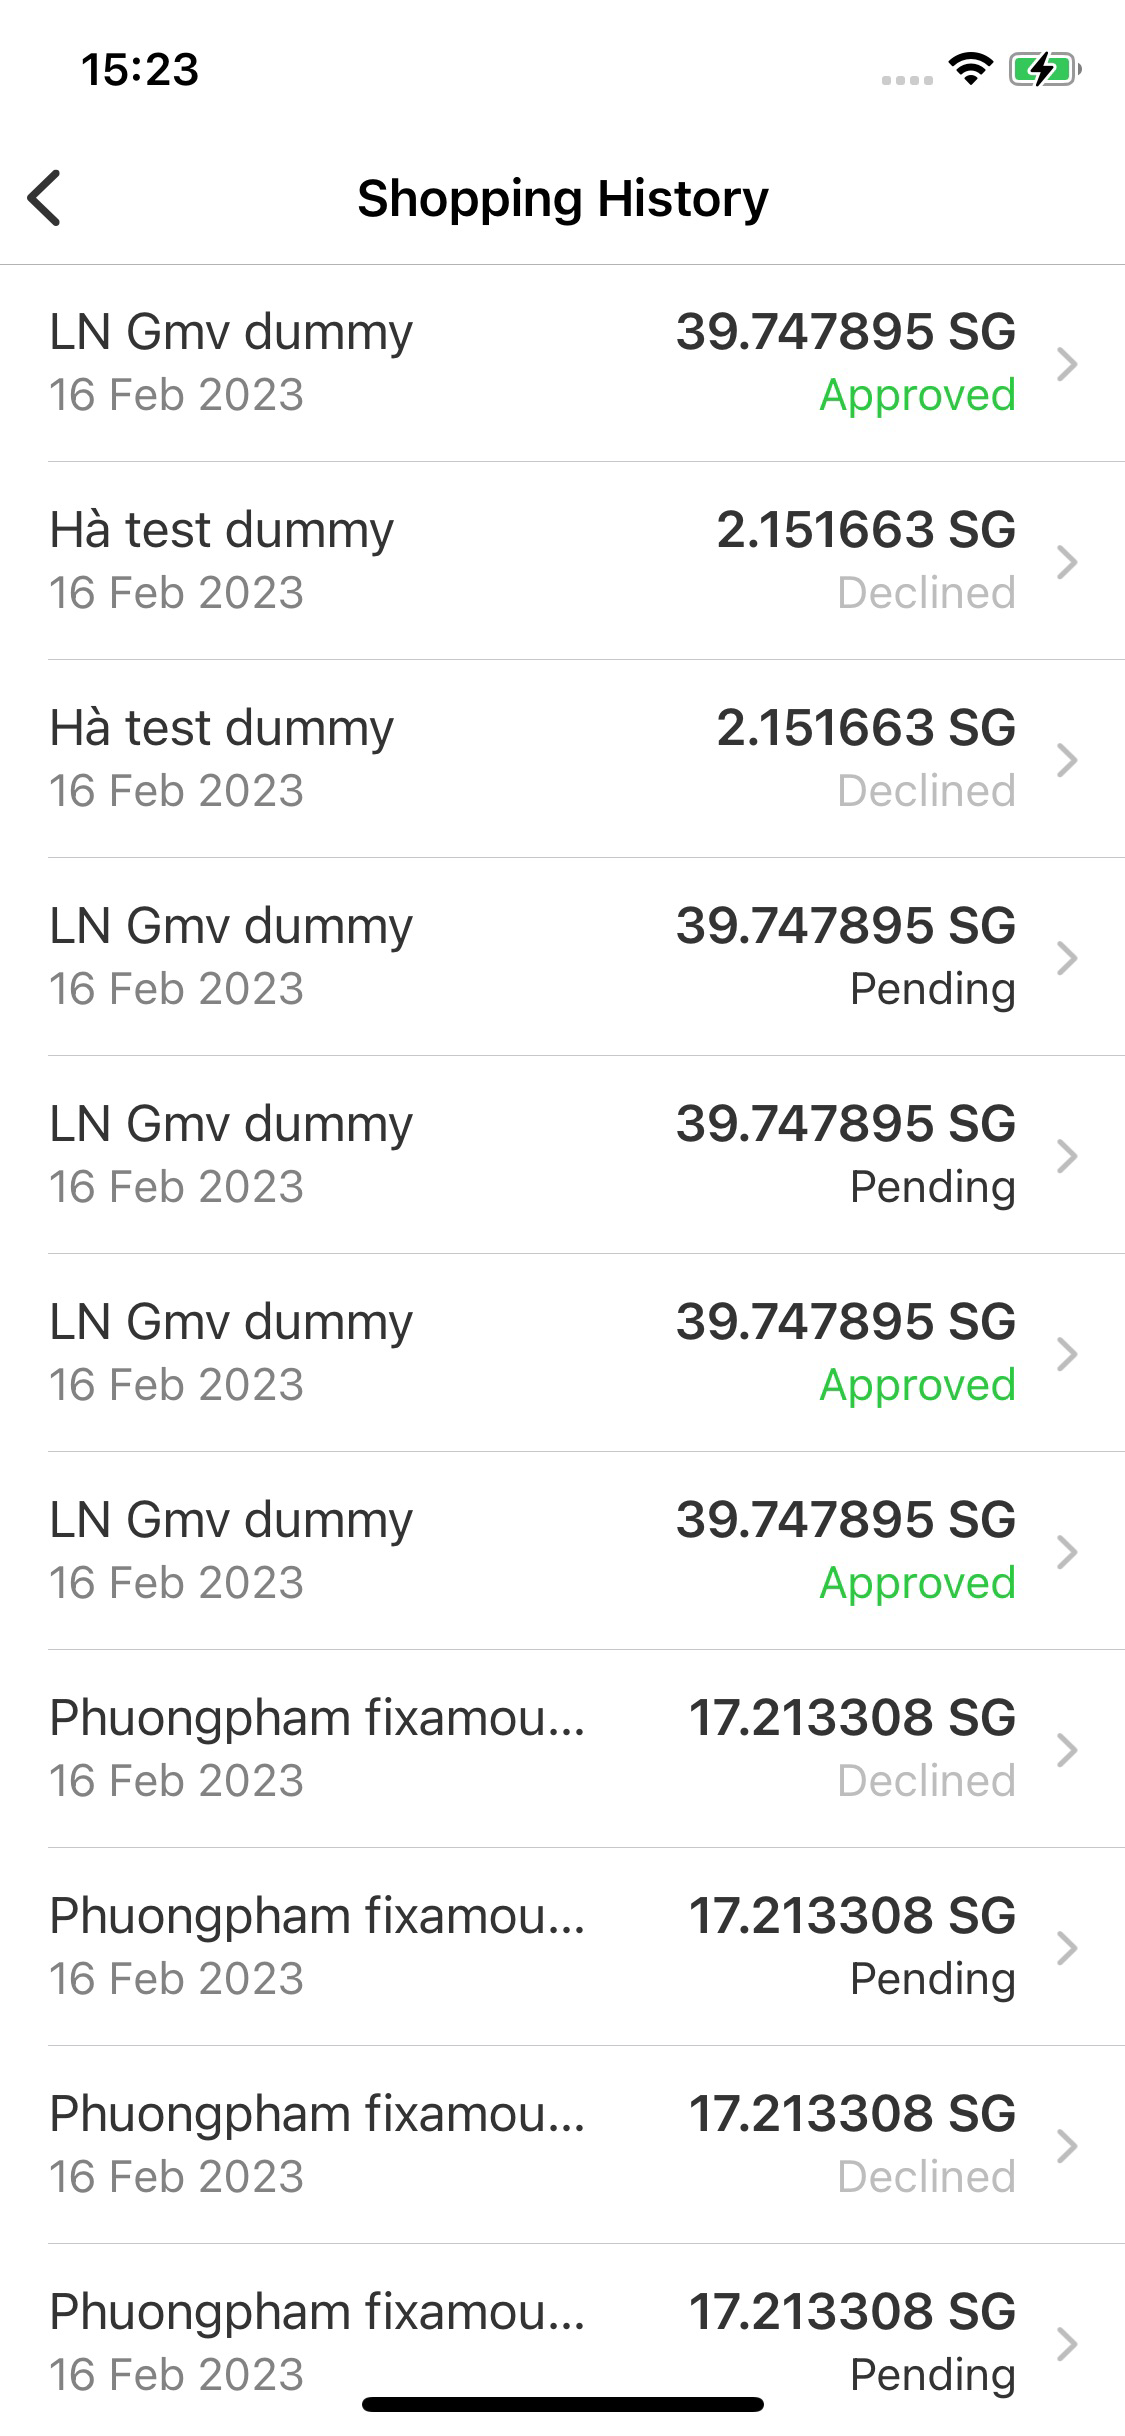 15:23
Shopping History
LN Gmv dummy 39.747895 SG
16 Feb 2023 Approved
Hà test dummy 2.151663 SG
16 Feb 2023 Declined
Hà test dummy 2.151663 SG
16 Feb 2023 Declined
LN Gmv dummy 39.747895 SG
16 Feb 2023 Pending
LN Gmv dummy 39.747895 SG
16 Feb 2023 Pending
LN Gmv dummy 39.747895 SG
16 Feb 2023 Approved
LN Gmv dummy 39.747895 SG
16 Feb 2023 Approved
Phuongpham fixamou... 17.213308 SG
16 Feb 2023 Declined
Phuongpham fixamou... 17.213308 SG
16 Feb 2023 Pending
Phuongpham fixamou... 17.213308 SG
16 Feb 2023 Declined
Phuongpham fixamou... 17.213308 SG
16 Feb 2023 Pending